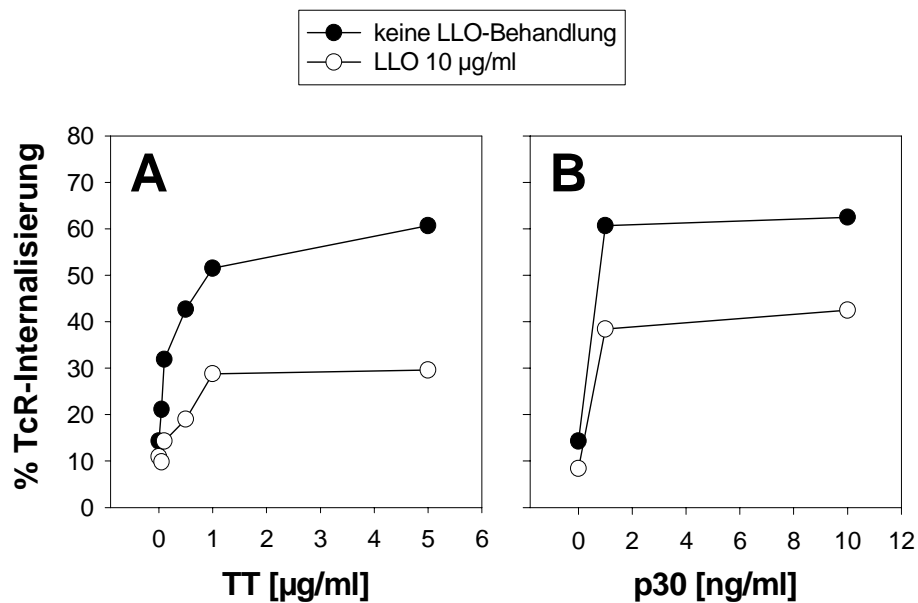 keine LLO-Behandlung
LLO 10 µg/ml
% TcR-Internalisierung
80
70
60
50
40
30
20
10
0
A
0 1 2 3 4 5 6
TT [µg/ml]
B
0 2 4 6 8 10 12
p30 [ng/ml]